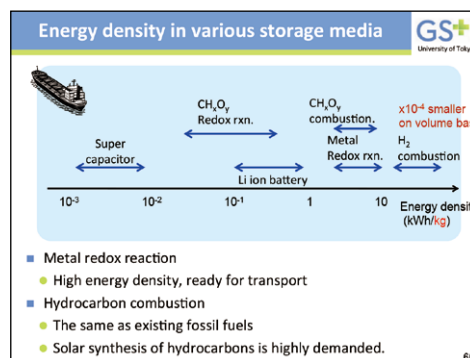 Energy density in various storage media
GS+
University of Toky
CHxOy
Redox rxn.
CHxOy
combustion.
x10-4 smaller
on volume ba
Super
capacitor
Metal
Redox rxn.
H2
combustion
Li ion battery
10-3
10-2
10-1
1
10
Energy densit
(kWh/kg)
■ Metal redox reaction
● High energy density, ready for transport
■ Hydrocarbon combustion
● The same as existing fossil fuels
● Solar synthesis of hydrocarbons is highly demanded.